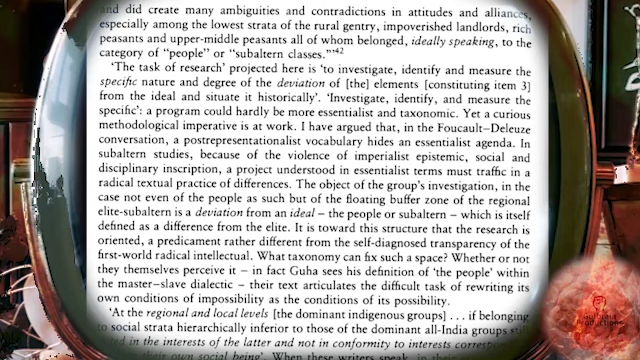 and did create many ambiguities and contradictions in attitudes and alliances,
especially among the lowest strata of the rural gentry, impoverished landlords, rich
peasants and upper-middle peasants all of whom belonged, ideally speaking, to the
category of “people” or “subaltern classes.”’42
‘The task of research’ projected here is ‘to investigate, identify and measure the
specific nature and degree of the deviation of [the] elements [constituting item 3]
from the ideal and situate it historically’. ‘Investigate, identify, and measure the
specific’: a program could hardly be more essentialist and taxonomic. Yet a curious
methodological imperative is at work. I have argued that, in the Foucault–Deleuze
conversation, a postrepresentationalist vocabulary hides an essentialist agenda. In
subaltern studies, because of the violence of imperialist epistemic, social and
disciplinary inscription, a project understood in essentialist terms must traffic in a
radical textual practice of differences. The object of the group’s investigation, in the
case not even of the people as such but of the floating buffer zone of the regional
elite-subaltern is a deviation from an ideal – the people or subaltern – which is itself
defined as a difference from the elite. It is toward this structure that the research is
oriented, a predicament rather different from the self-diagnosed transparency of the
first-world radical intellectual. What taxonomy can fix such a space? Whether or not
they themselves perceive it – in fact Guha sees his definition of ‘the people’ within
the master–slave dialectic – their text articulates the difficult task of rewriting its
own conditions of impossibility as the conditions of its possibility.
‘At the regional and local levels [the dominant indigenous groups] . . . if belonging
to social strata hierarchically inferior to those of the dominant all-India groups still
in the interests of the latter and not in conformity to interests
their own social being’. When these writers speak, in their
Productions